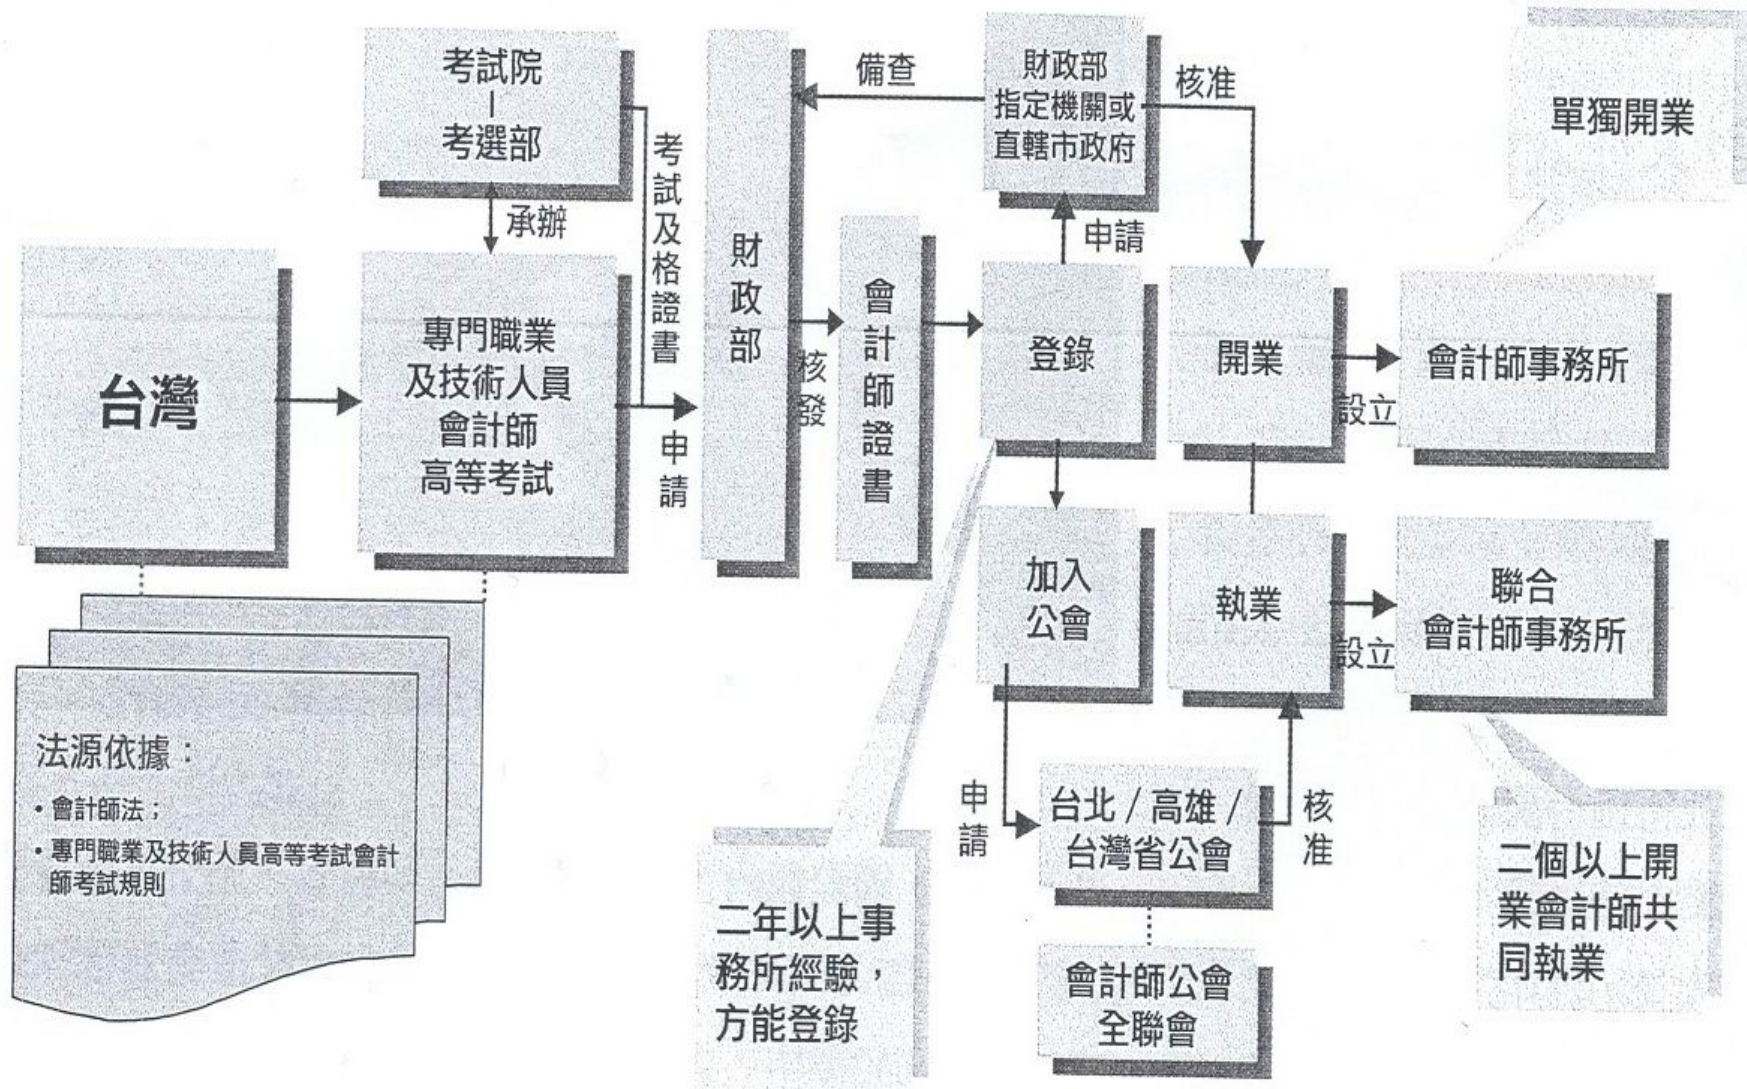 考試院
考選部
承辦
考試及格證書
台灣
專門職業
及技術人員
會計師
高等考試
申請
財政部
核發
會計師證書
備查
財政部
指定機關或
直轄市政府
核准
申請
登錄
開業
設立
會計師事務所
單獨開業
加入
公會
執業
設立
聯合
會計師事務所
申請
台北/高雄/
台灣省公會
核准
會計師公會
全聯會
二年以上事
務所經驗,
方能登錄
二個以上開
業會計師共
同執業
法源依據:
• 會計師法;
• 專門職業及技術人員高等考試會計
師考試規則